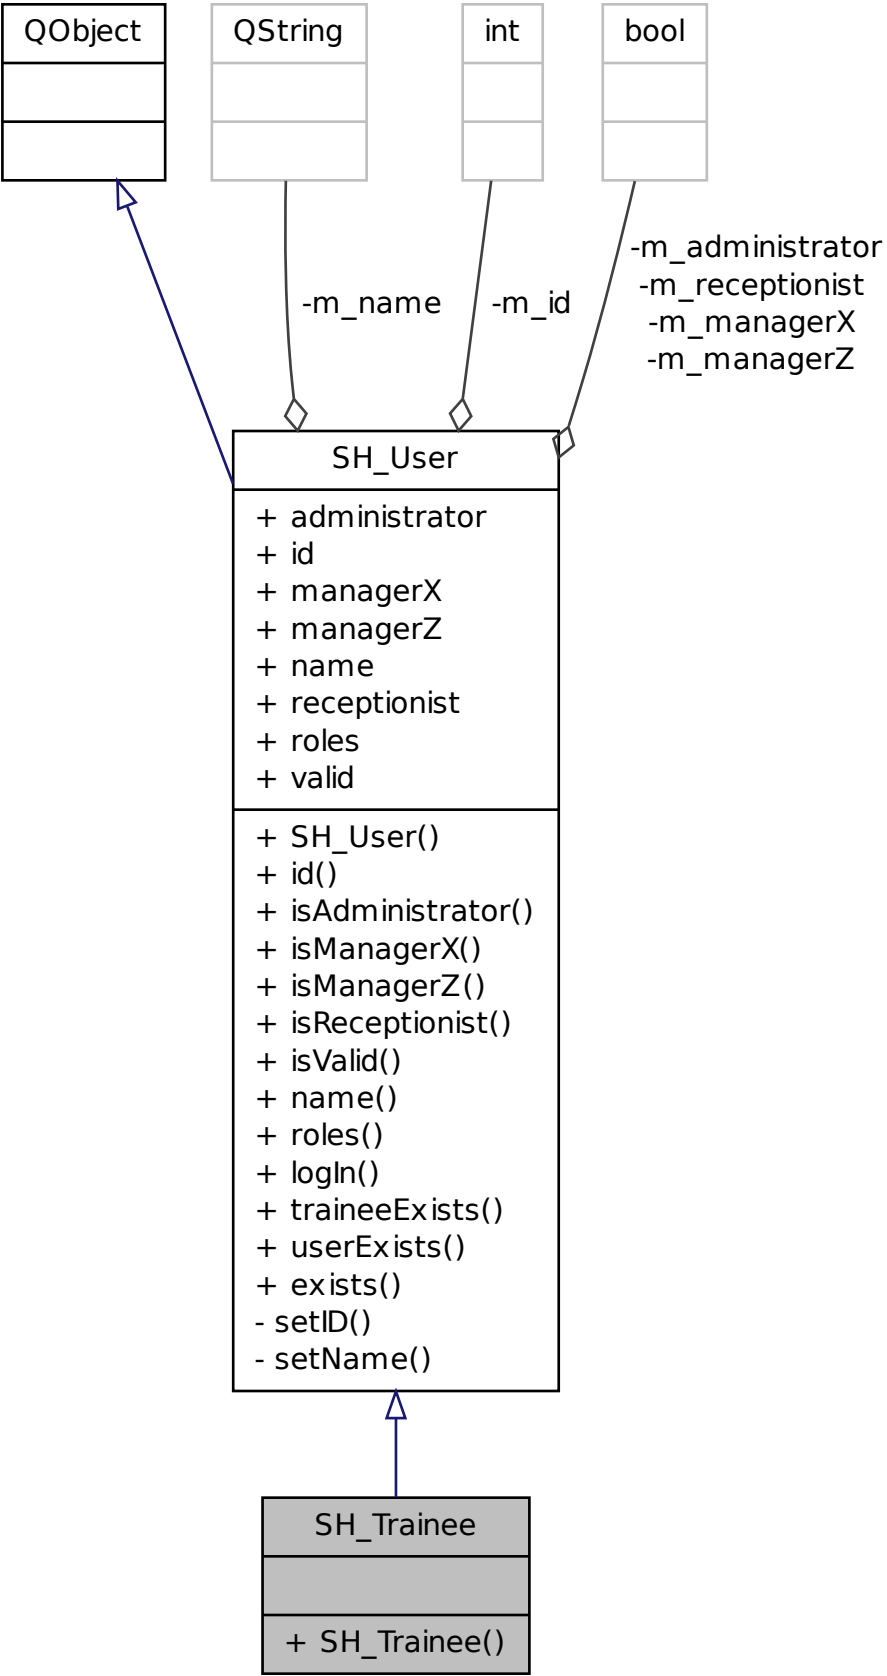 QObject
QString
int
bool
-m_administrator
-m_receptionist
-m_managerX
-m_managerZ
-m_name
-m_id
SH_User
+ administrator
+ id
+ managerX
+ managerZ
+ name
+ receptionist
+ roles
+ valid
+ SH_User()
+ id()
+ isAdministrator()
+ isManagerX()
+ isManagerZ()
+ isReceptionist()
+ isValid()
+ name()
+ roles()
+ logIn()
+ traineeExists()
+ userExists()
+ exists()
- setID()
- setName()
SH_Trainee
+ SH_Trainee()